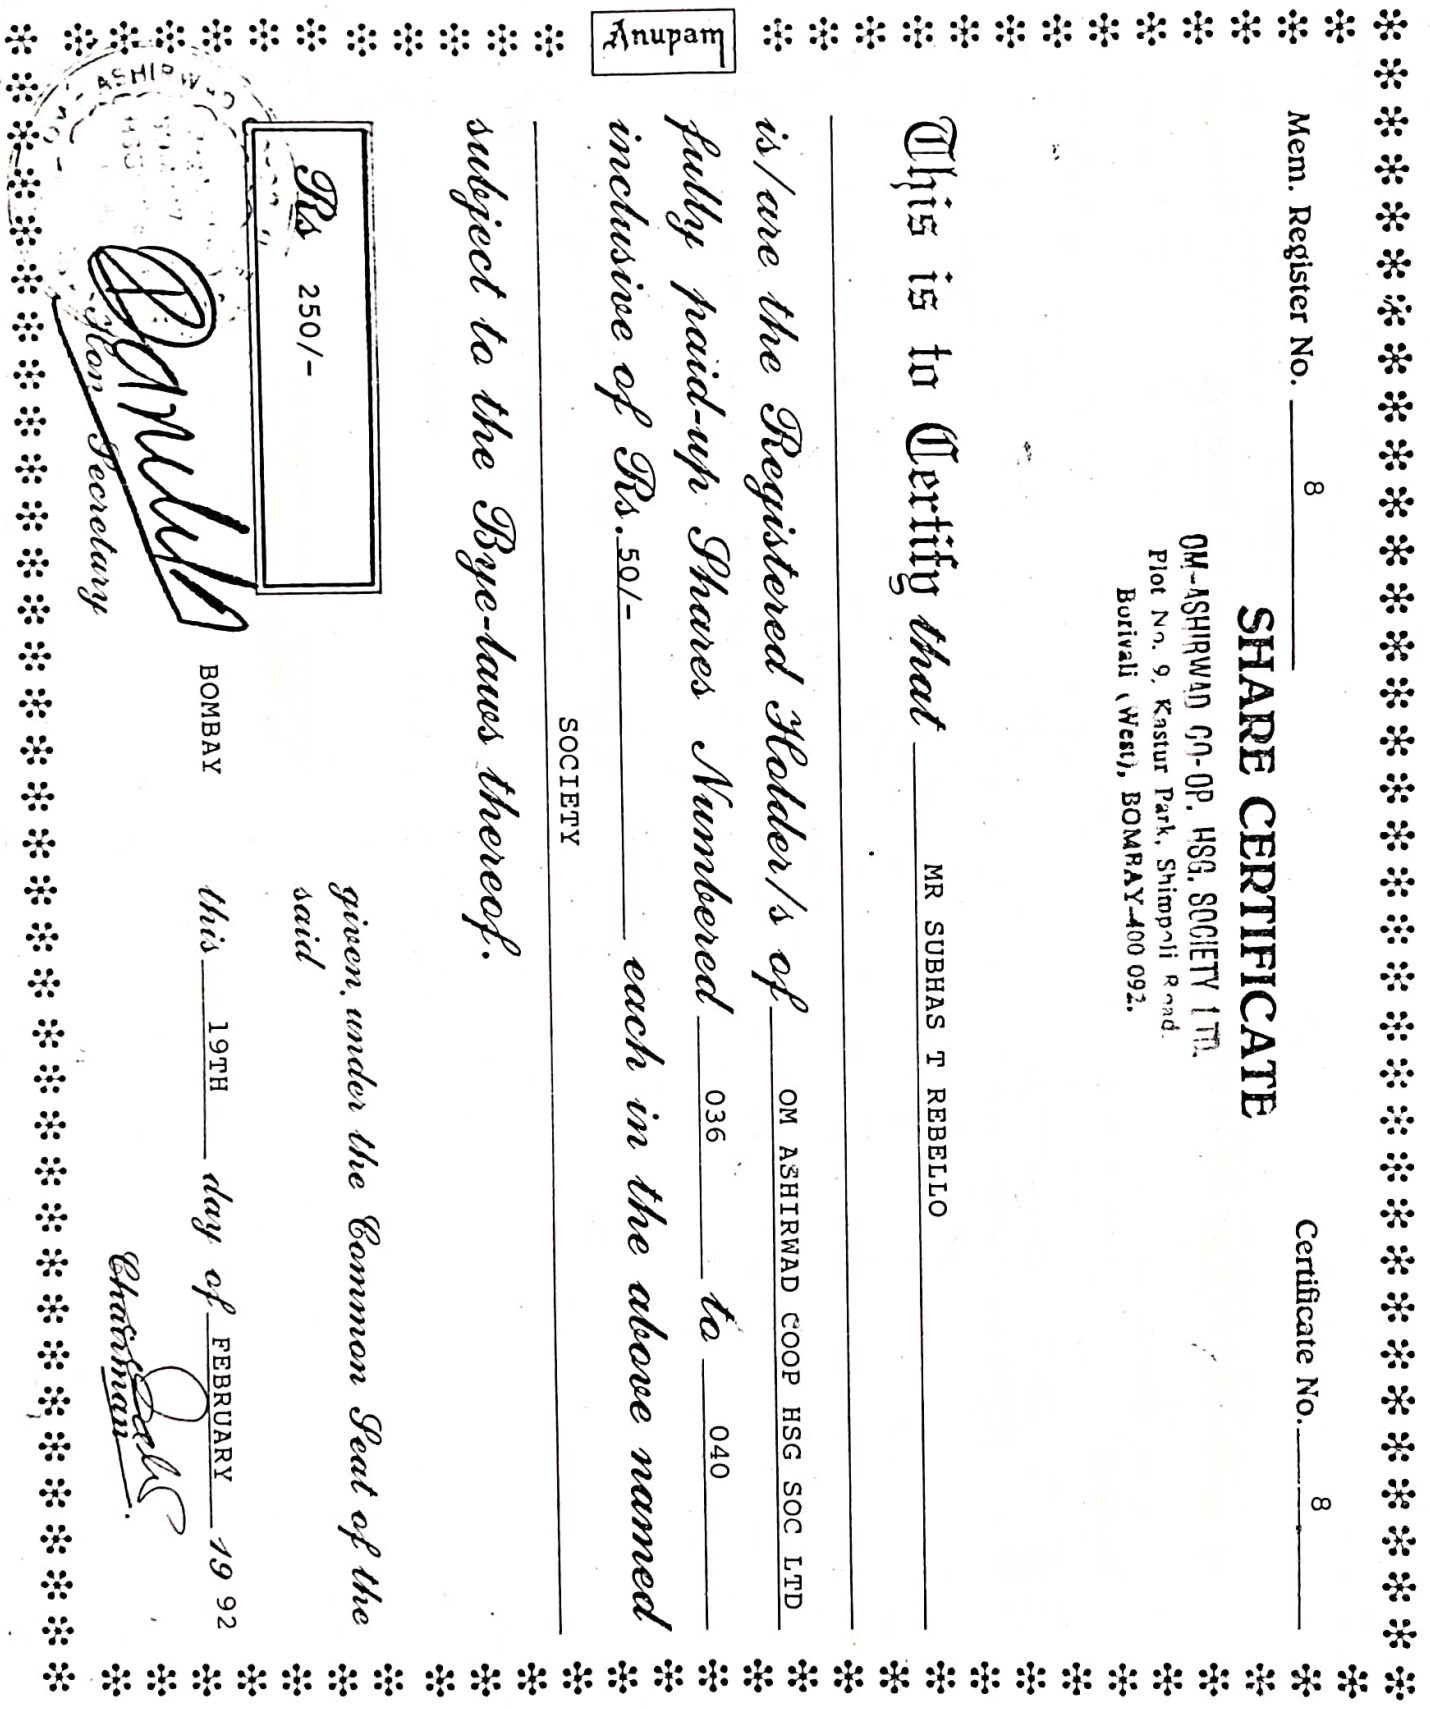 Mem. Register No. 8 Certificate No. 8
SHARE CERTIFICATE
OM-ASHIRWAD CO-OP. HSG. SOCIETY LTD.
Plot No. 9, Kastur Park, Shimpoli Road.
Borivali (West), BOMBAY-400 092.
This is to Certify that MR SUBHAS T REBELLO
is/are the Registered Holder/s of OM ASHIRWAD COOP HSG SOC LTD
fully paid-up Shares Numbered 036 to 040
inclusive of Rs. 50/- each in the above named
SOCIETY
subject to the Bye-laws thereof.
given, under the Common Seal of the
said
Rs 250/-
BOMBAY this 19TH day of FEBRUARY 19 92
ASHIRWAD
Hon Secretary
Chairman.
Anupam